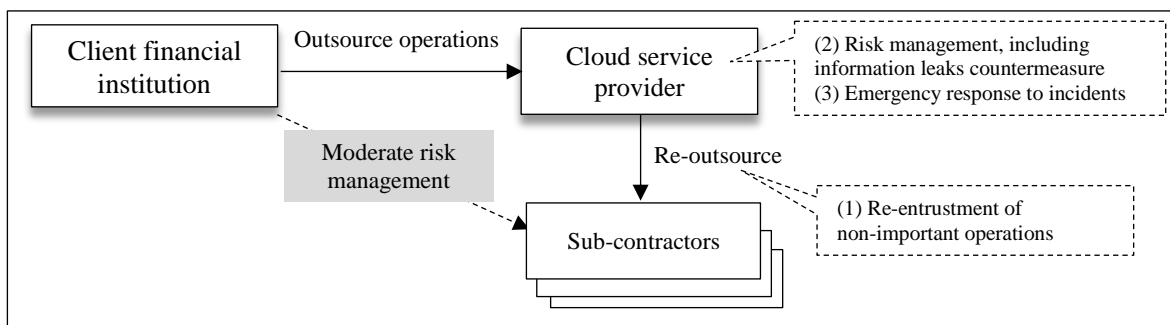 Client financial
institution
Outsource operations
Cloud service
provider
(2) Risk management, including
information leaks countermeasure
(3) Emergency response to incidents
Moderate risk
management
Re-outsource
(1) Re-entrustment of
non-important operations
Sub-contractors